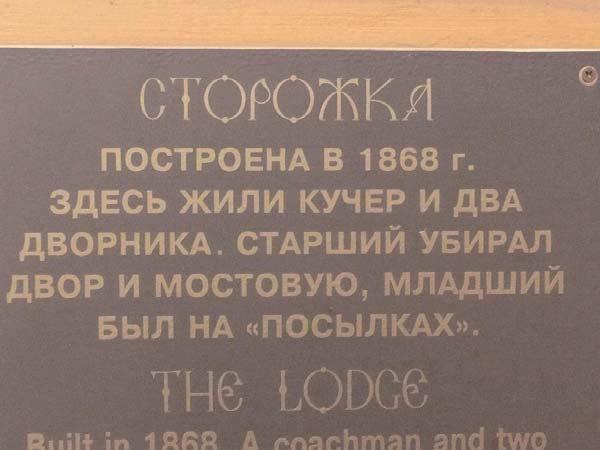 СТОРОЖКА
ПОСТРОЕНА В 1868 г.
ЗДЕСЬ ЖИЛИ КУЧЕР И ДВА
ДВОРНИКА. СТАРШИЙ УБИРАЛ
ДВОР И МОСТОВУЮ, МЛАДШИЙ
БЫЛ НА «ПОСЫЛКАХ».
THE LODGE
Built in 1868. A coachman and two